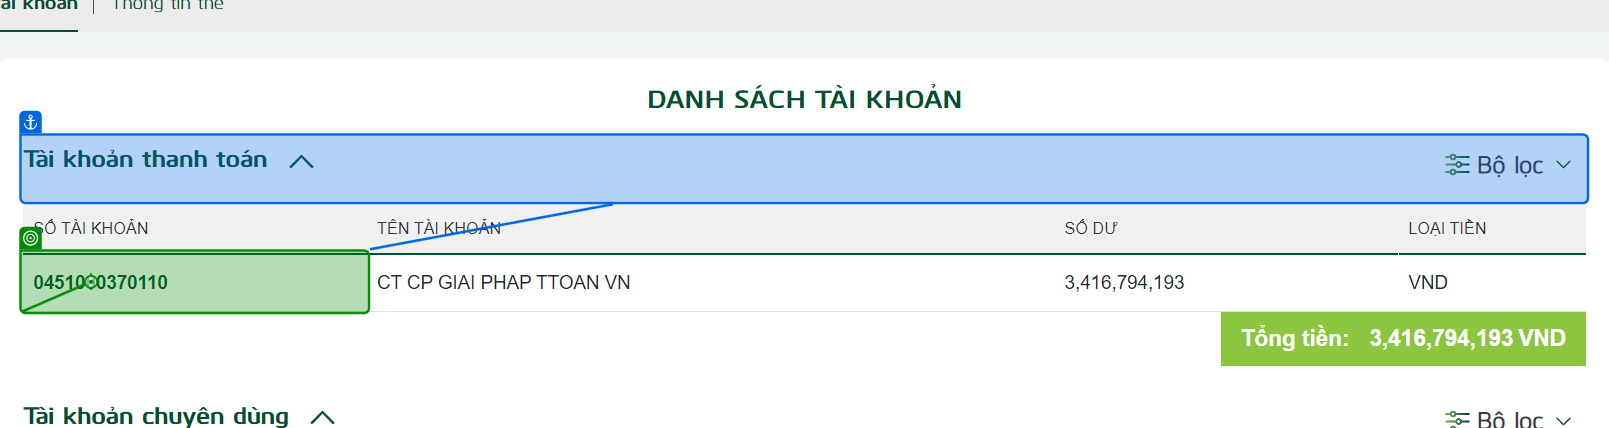 tài khoản | Thông tin thẻ
DANH SÁCH TÀI KHOẢN
Tài khoản thanh toán
Bộ lọc
SỐ TÀI KHOẢN TÊN TÀI KHOẢN SỐ DƯ LOẠI TIỀN
0451000370110 CT CP GIAI PHAP TTOAN VN 3,416,794,193 VND
Tổng tiền: 3,416,794,193 VND
Tài khoản chuyên dùng
Bộ lọc